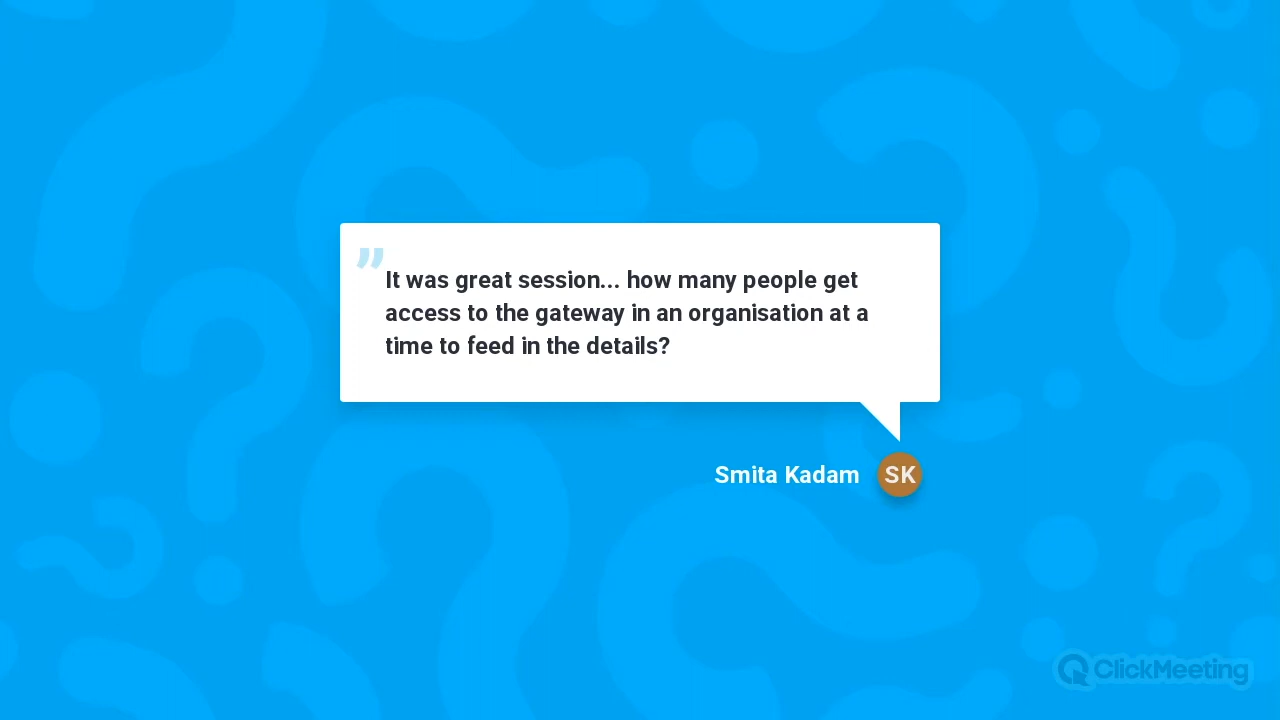 ”
It was great session... how many people get
access to the gateway in an organisation at a
time to feed in the details?
Smita Kadam SK
ClickMeeting